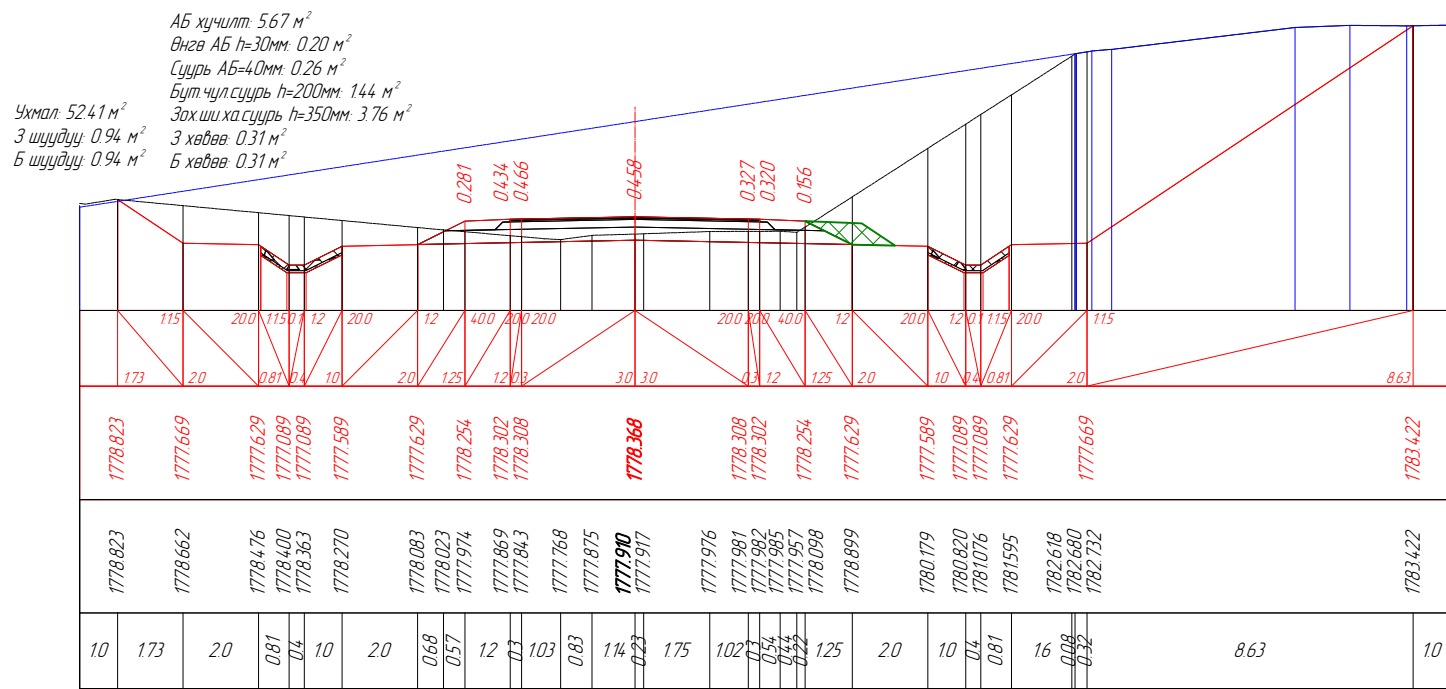 АБ хучилт: 5.67 м²
Өнгө АБ h=30мм: 0.20 м²
Суурь АБ=40мм: 0.26 м²
Бут.чул.суурь h=200мм: 1.44 м²
Зох.ши.ха.суурь h=350мм: 3.76 м²
Ухмал: 52.41 м²
З шуудуу: 0.94 м²
Б шуудуу: 0.94 м²
З хөвөө: 0.31 м²
Б хөвөө: 0.31 м²
0.281 0.434 0.466 0.458 0.327 0.320 0.156
1:1.5 20.0 1:1.5 0.1 1:2 20.0 1:2 40.0 20.0 20.0 20.0 20.0 40.0 1:2 20.0 1:2 0.1 1:1.5 20.0 1:1.5
1.73 2.0 0.81 0.4 1.0 2.0 1.25 1.2 0.3 3.0 3.0 0.3 1.2 1.25 2.0 1.0 0.4 0.81 2.0 8.63
1778.823 1777.669 1777.629 1777.089 1777.089 1777.589 1777.629 1778.254 1778.302 1778.308 1778.368 1778.308 1778.302 1778.254 1777.629 1777.589 1777.089 1777.089 1777.629 1777.669 1783.422
1778.823 1778.662 1778.476 1778.400 1778.363 1778.270 1778.083 1778.023 1777.974 1777.869 1777.843 1777.768 1777.875 1777.910 1777.917 1777.976 1777.981 1777.982 1777.985 1777.957 1778.098 1778.899 1780.179 1780.820 1781.076 1781.595 1782.618 1782.680 1782.732 1783.422
1.0 1.73 2.0 0.81 0.4 1.0 2.0 0.68 0.57 1.2 0.3 1.03 0.83 1.14 0.23 1.75 1.02 0.3 0.54 0.44 0.22 1.25 2.0 1.0 0.4 0.81 1.6 0.08 0.32 8.63 1.0